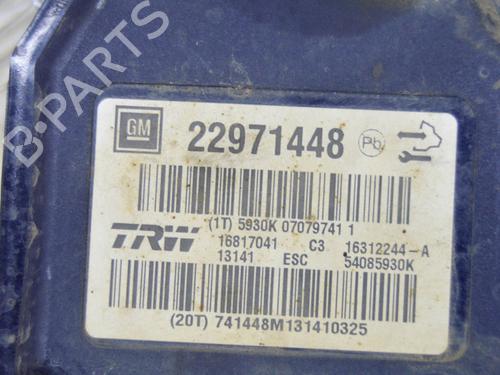 GM 22971448 Pb
(1T) 5930K 07079741 1
TRW 16817041 C3 16312244-A
13141 ESC 54085930K
(20T) 741448M131410325
B-PARTS